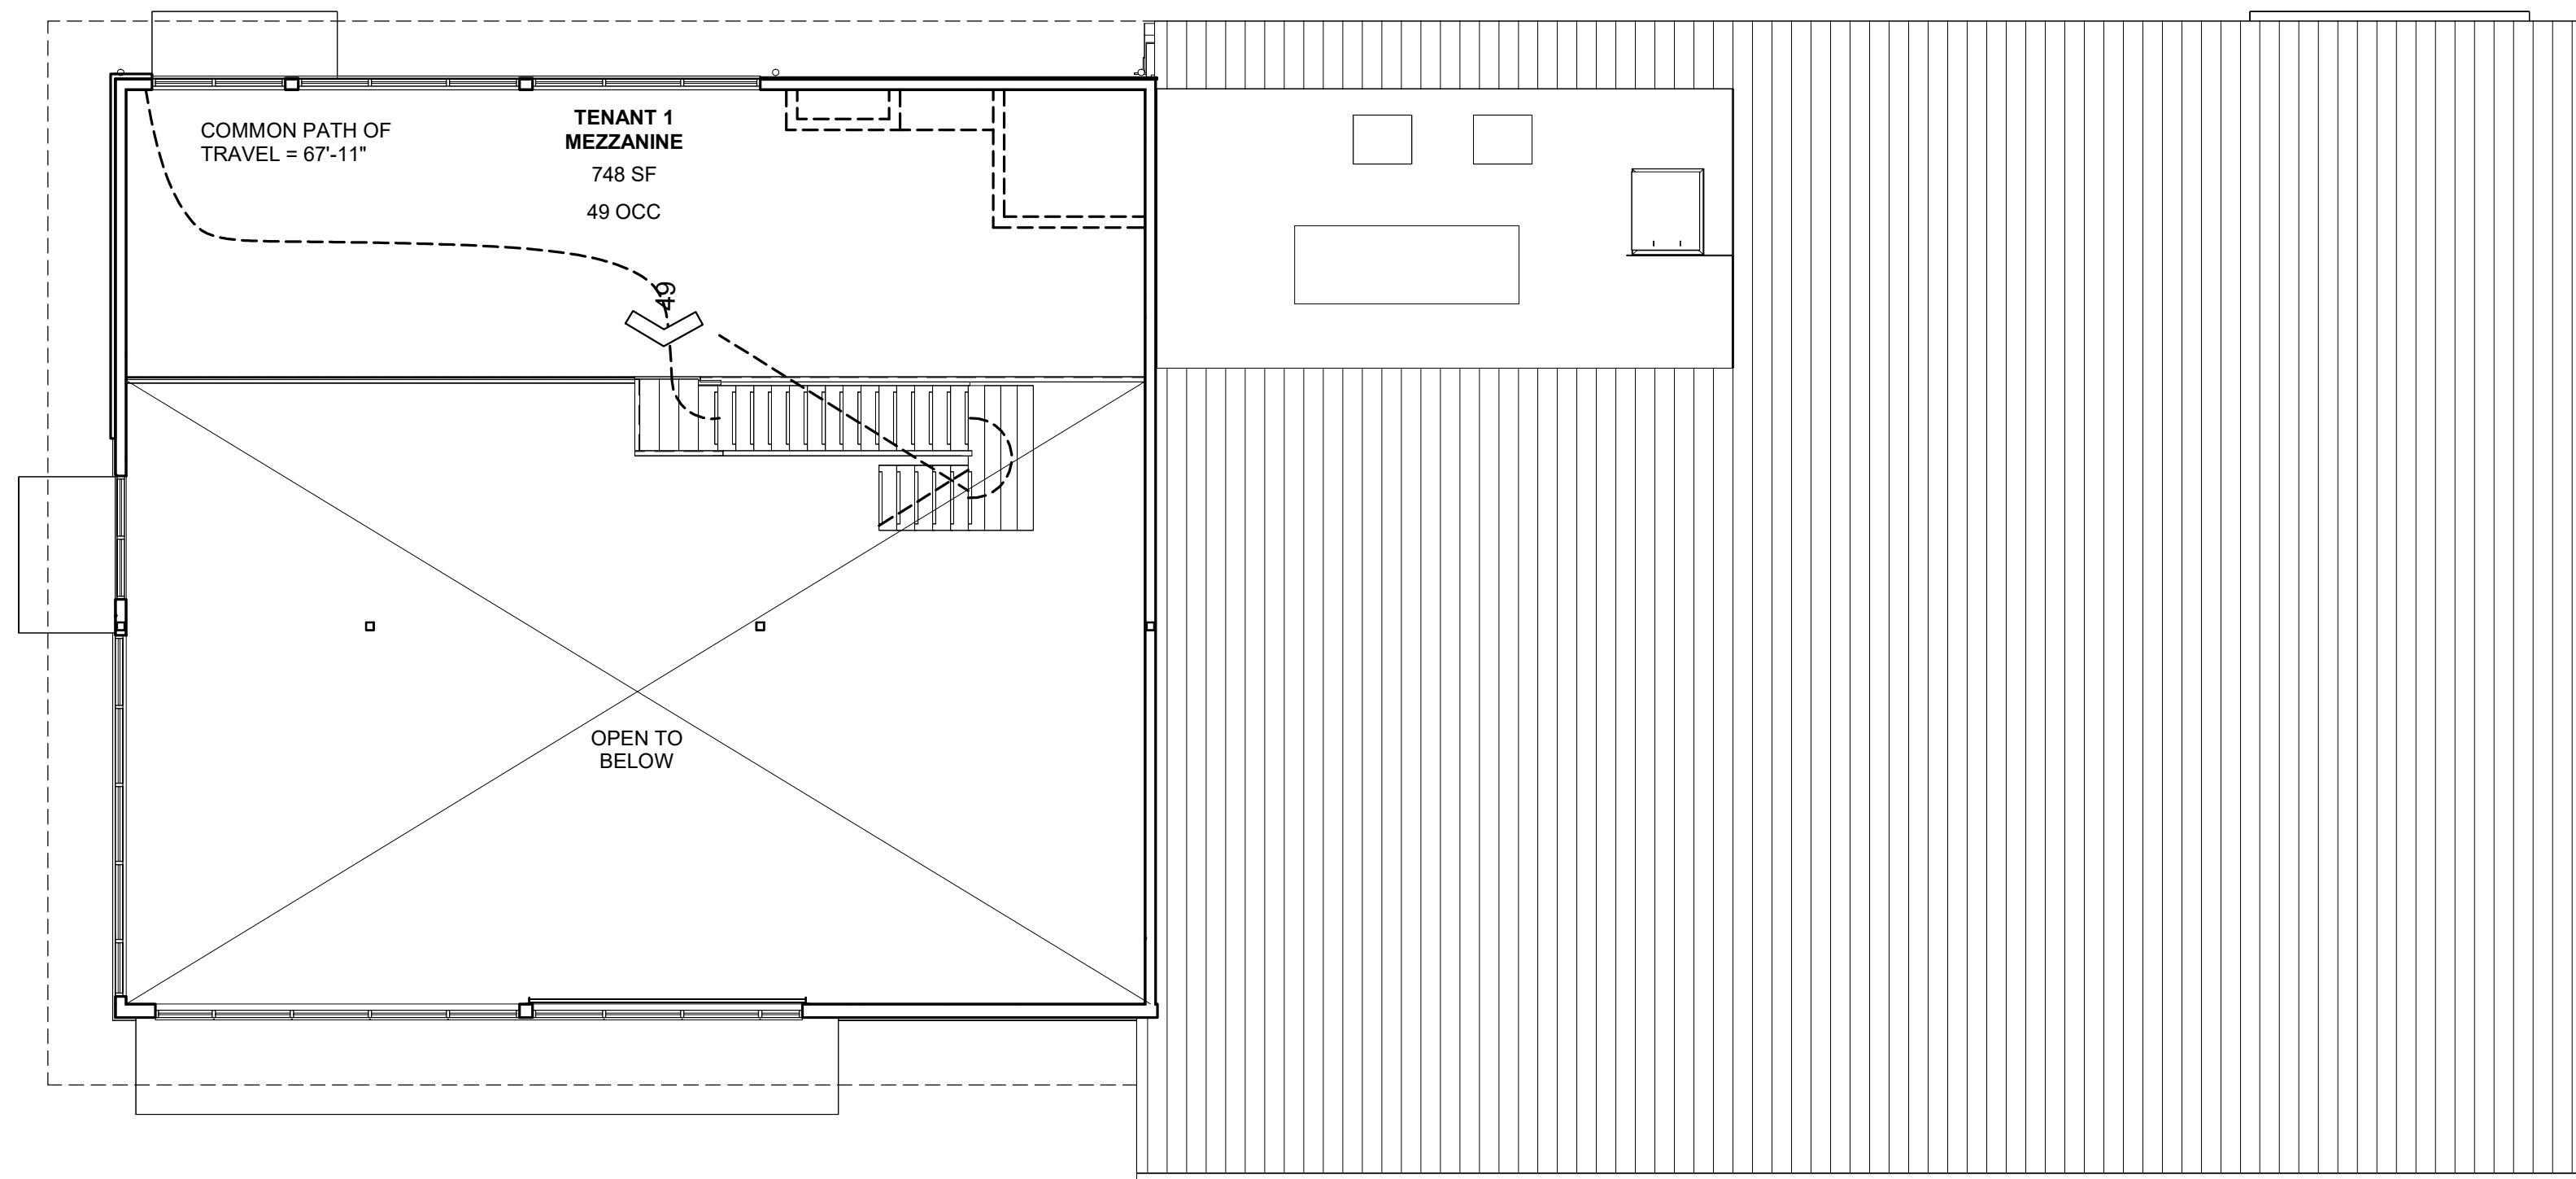 COMMON PATH OF
TRAVEL = 67'-11"
TENANT 1
MEZZANINE
748 SF
49 OCC
49
OPEN TO
BELOW